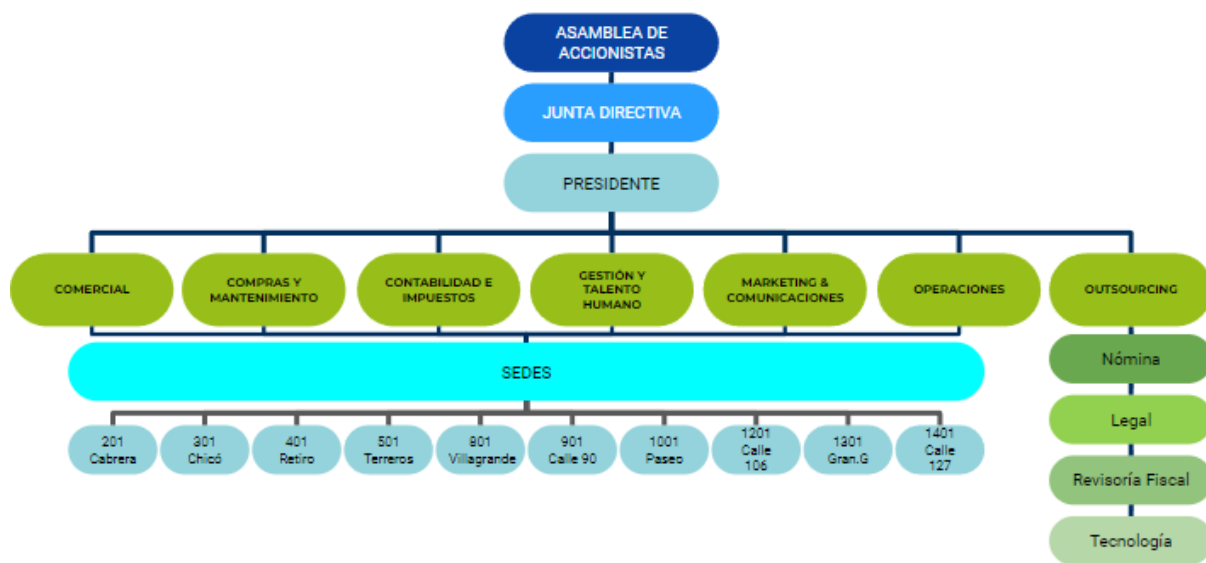 ASAMBLEA DE
ACCIONISTAS
JUNTA DIRECTIVA
PRESIDENTE
COMERCIAL
COMPRAS Y
MANTENIMIENTO
CONTABILIDAD E
IMPUESTOS
GESTIÓN Y
TALENTO
HUMANO
MARKETING &
COMUNICACIONES
OPERACIONES
OUTSOURCING
SEDES
201
Cabrera
301
Chicó
401
Retiro
501
Terreros
801
Villagrande
901
Calle 90
1001
Paseo
1201
Calle
106
1301
Gran.G
1401
Calle
127
Nómina
Legal
Revisoría Fiscal
Tecnología